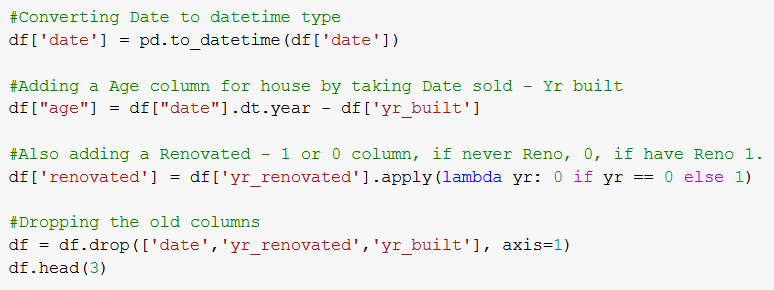 #Converting Date to datetime type
df['date'] = pd.to_datetime(df['date'])
#Adding a Age column for house by taking Date sold - Yr built
df["age"] = df["date"].dt.year - df['yr_built']
#Also adding a Renovated - 1 or 0 column, if never Reno, 0, if have Reno 1.
df['renovated'] = df['yr_renovated'].apply(lambda yr: 0 if yr == 0 else 1)
#Dropping the old columns
df = df.drop(['date','yr_renovated','yr_built'], axis=1)
df.head(3)